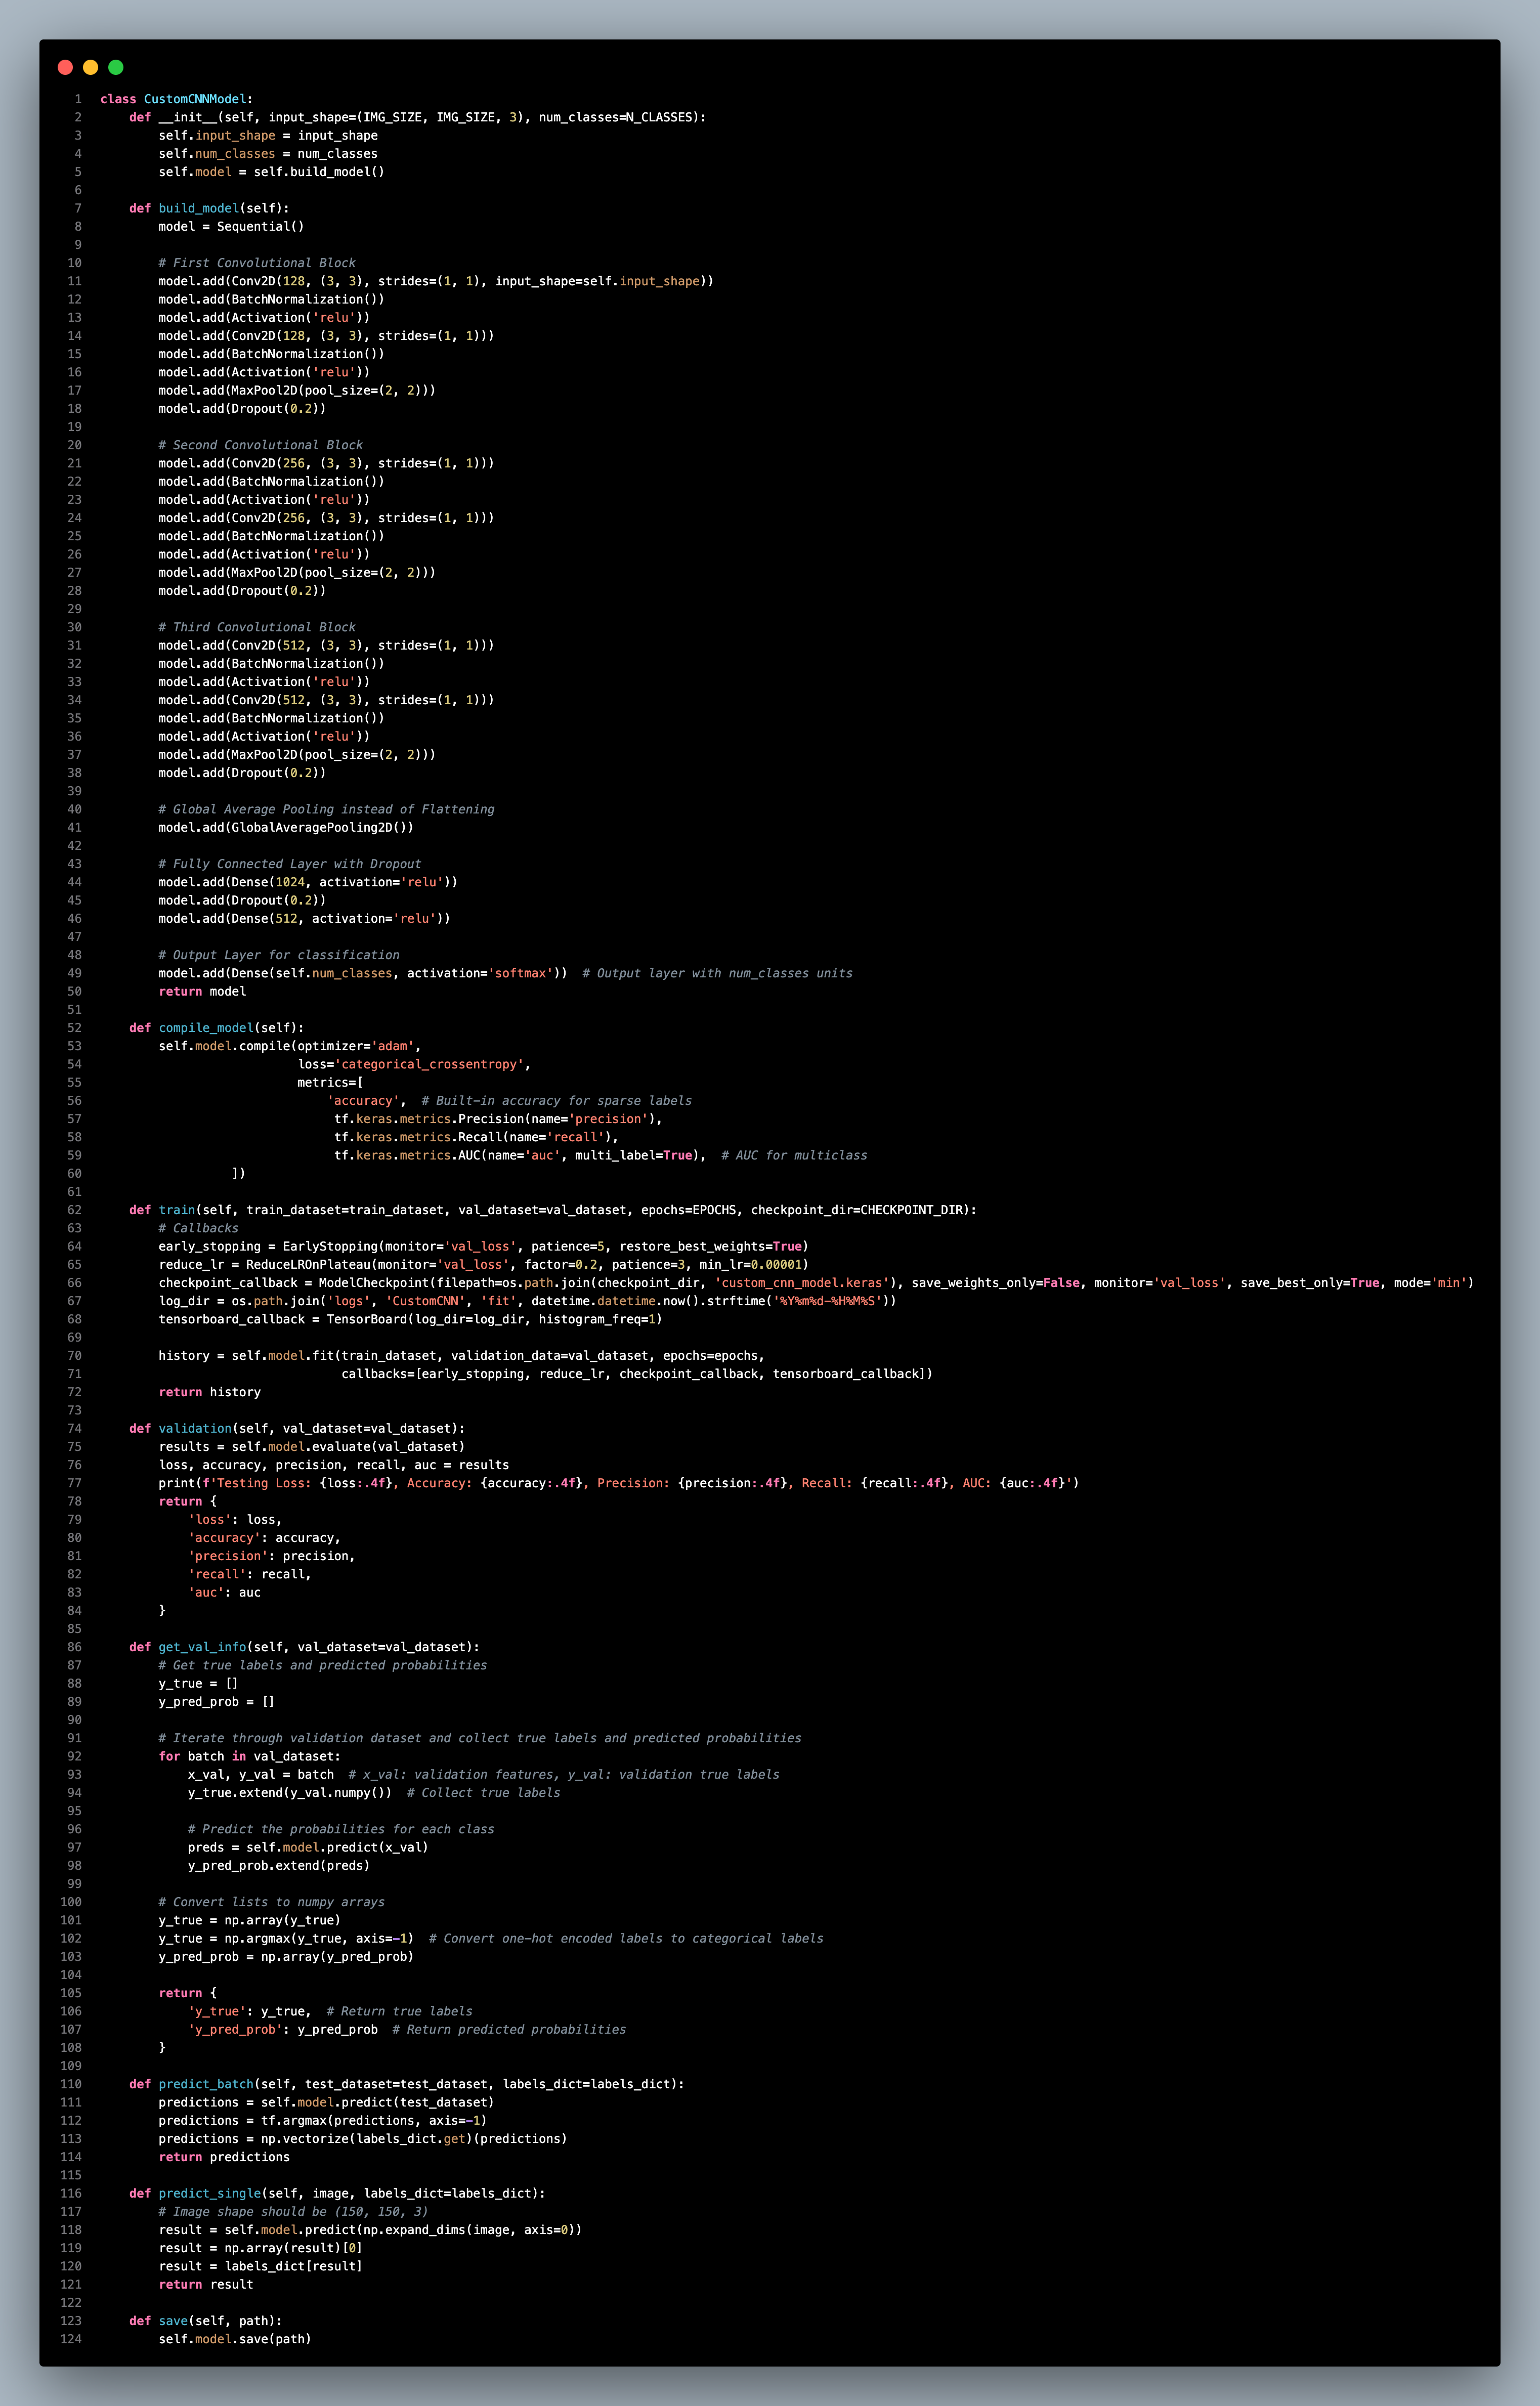 1 class CustomCNNModel:
2     def __init__(self, input_shape=(IMG_SIZE, IMG_SIZE, 3), num_classes=N_CLASSES):
3         self.input_shape = input_shape
4         self.num_classes = num_classes
5         self.model = self.build_model()
6
7     def build_model(self):
8         model = Sequential()
9
10         # First Convolutional Block
11         model.add(Conv2D(128, (3, 3), strides=(1, 1), input_shape=self.input_shape))
12         model.add(BatchNormalization())
13         model.add(Activation('relu'))
14         model.add(Conv2D(128, (3, 3), strides=(1, 1)))
15         model.add(BatchNormalization())
16         model.add(Activation('relu'))
17         model.add(MaxPool2D(pool_size=(2, 2)))
18         model.add(Dropout(0.2))
19
20         # Second Convolutional Block
21         model.add(Conv2D(256, (3, 3), strides=(1, 1)))
22         model.add(BatchNormalization())
23         model.add(Activation('relu'))
24         model.add(Conv2D(256, (3, 3), strides=(1, 1)))
25         model.add(BatchNormalization())
26         model.add(Activation('relu'))
27         model.add(MaxPool2D(pool_size=(2, 2)))
28         model.add(Dropout(0.2))
29
30         # Third Convolutional Block
31         model.add(Conv2D(512, (3, 3), strides=(1, 1)))
32         model.add(BatchNormalization())
33         model.add(Activation('relu'))
34         model.add(Conv2D(512, (3, 3), strides=(1, 1)))
35         model.add(BatchNormalization())
36         model.add(Activation('relu'))
37         model.add(MaxPool2D(pool_size=(2, 2)))
38         model.add(Dropout(0.2))
39
40         # Global Average Pooling instead of Flattening
41         model.add(GlobalAveragePooling2D())
42
43         # Fully Connected Layer with Dropout
44         model.add(Dense(1024, activation='relu'))
45         model.add(Dropout(0.2))
46         model.add(Dense(512, activation='relu'))
47
48         # Output Layer for classification
49         model.add(Dense(self.num_classes, activation='softmax'))  # Output layer with num_classes units
50         return model
51
52     def compile_model(self):
53         self.model.compile(optimizer='adam',
54                            loss='categorical_crossentropy',
55                            metrics=[
56                                'accuracy',  # Built-in accuracy for sparse labels
57                                 tf.keras.metrics.Precision(name='precision'),
58                                 tf.keras.metrics.Recall(name='recall'),
59                                 tf.keras.metrics.AUC(name='auc', multi_label=True),  # AUC for multiclass
60                   ])
61
62     def train(self, train_dataset=train_dataset, val_dataset=val_dataset, epochs=EPOCHS, checkpoint_dir=CHECKPOINT_DIR):
63         # Callbacks
64         early_stopping = EarlyStopping(monitor='val_loss', patience=5, restore_best_weights=True)
65         reduce_lr = ReduceLROnPlateau(monitor='val_loss', factor=0.2, patience=3, min_lr=0.00001)
66         checkpoint_callback = ModelCheckpoint(filepath=os.path.join(checkpoint_dir, 'custom_cnn_model.keras'), save_weights_only=False, monitor='val_loss', save_best_only=True, mode='min')
67         log_dir = os.path.join('logs', 'CustomCNN', 'fit', datetime.datetime.now().strftime('%Y%m%d-%H%M%S'))
68         tensorboard_callback = TensorBoard(log_dir=log_dir, histogram_freq=1)
69
70         history = self.model.fit(train_dataset, validation_data=val_dataset, epochs=epochs,
71                                  callbacks=[early_stopping, reduce_lr, checkpoint_callback, tensorboard_callback])
72         return history
73
74     def validation(self, val_dataset=val_dataset):
75         results = self.model.evaluate(val_dataset)
76         loss, accuracy, precision, recall, auc = results
77         print(f'Testing Loss: {loss:.4f}, Accuracy: {accuracy:.4f}, Precision: {precision:.4f}, Recall: {recall:.4f}, AUC: {auc:.4f}')
78         return {
79             'loss': loss,
80             'accuracy': accuracy,
81             'precision': precision,
82             'recall': recall,
83             'auc': auc
84         }
85
86     def get_val_info(self, val_dataset=val_dataset):
87         # Get true labels and predicted probabilities
88         y_true = []
89         y_pred_prob = []
90
91         # Iterate through validation dataset and collect true labels and predicted probabilities
92         for batch in val_dataset:
93             x_val, y_val = batch  # x_val: validation features, y_val: validation true labels
94             y_true.extend(y_val.numpy())  # Collect true labels
95
96             # Predict the probabilities for each class
97             preds = self.model.predict(x_val)
98             y_pred_prob.extend(preds)
99
100         # Convert lists to numpy arrays
101         y_true = np.array(y_true)
102         y_true = np.argmax(y_true, axis=-1)  # Convert one-hot encoded labels to categorical labels
103         y_pred_prob = np.array(y_pred_prob)
104
105         return {
106             'y_true': y_true,  # Return true labels
107             'y_pred_prob': y_pred_prob  # Return predicted probabilities
108         }
109
110     def predict_batch(self, test_dataset=test_dataset, labels_dict=labels_dict):
111         predictions = self.model.predict(test_dataset)
112         predictions = tf.argmax(predictions, axis=-1)
113         predictions = np.vectorize(labels_dict.get)(predictions)
114         return predictions
115
116     def predict_single(self, image, labels_dict=labels_dict):
117         # Image shape should be (150, 150, 3)
118         result = self.model.predict(np.expand_dims(image, axis=0))
119         result = np.array(result)[0]
120         result = labels_dict[result]
121         return result
122
123     def save(self, path):
124         self.model.save(path)